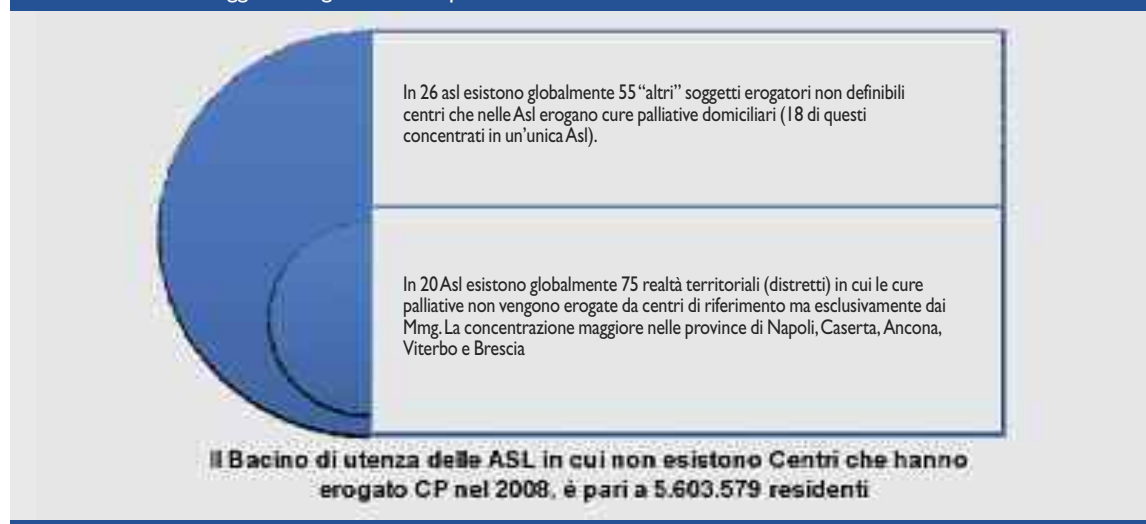 In 26 asl esistono globalmente 55 “altri” soggetti erogatori non definibili
centri che nelle Asl erogano cure palliative domiciliari (18 di questi
concentrati in un’unica Asl).
In 20 Asl esistono globalmente 75 realtà territoriali (distretti) in cui le cure
palliative non vengono erogate da centri di riferimento ma esclusivamente dai
Mmg. La concentrazione maggiore nelle province di Napoli, Caserta, Ancona,
Viterbo e Brescia
Il Bacino di utenza delle ASL in cui non esistono Centri che hanno
erogato CP nel 2008, è pari a 5.603.579 residenti